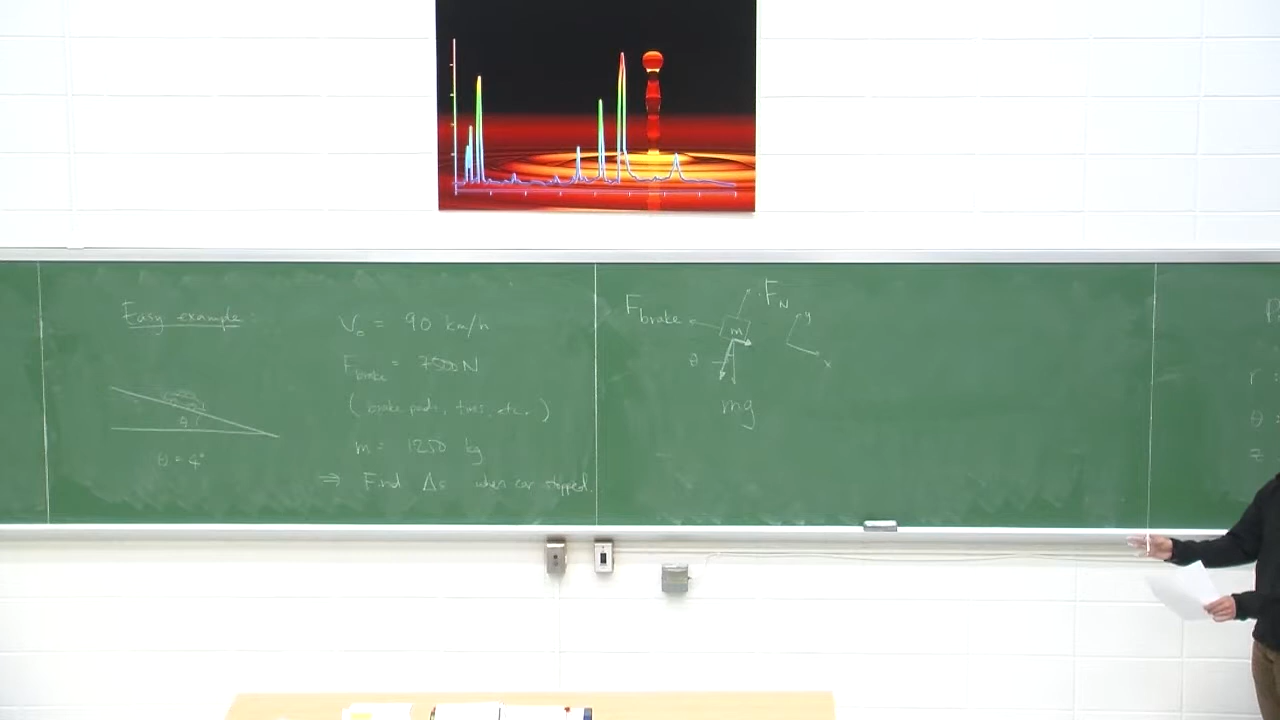 Easy example:
θ
θ = 4°
V₀ = 90 km/h
F_brake = 7500 N
(brake pads, tires, etc.)
m = 1250 kg
⇒ Find Δs when car stopped.
F_brake
F_N
m
θ
mg
y
x
r :
θ :
z :